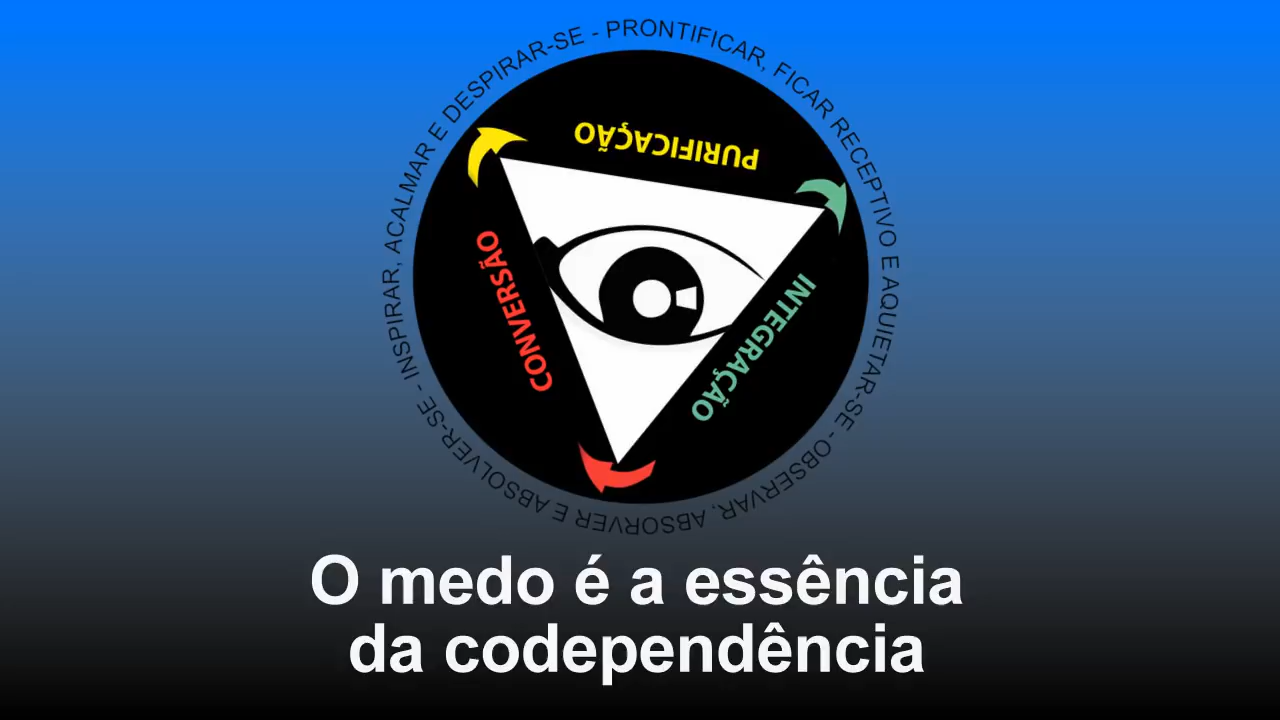 INSPIRAR, ACALMAR E DESPIRAR-SE - PRONTIFICAR, FICAR RECEPTIVO E AQUIETAR-SE - OBSERVAR, ABSORVER E ABSOLVER-SE -
PURIFICAÇÃO
CONVERSÃO
INTEGRAÇÃO
O medo é a essência
da codependência